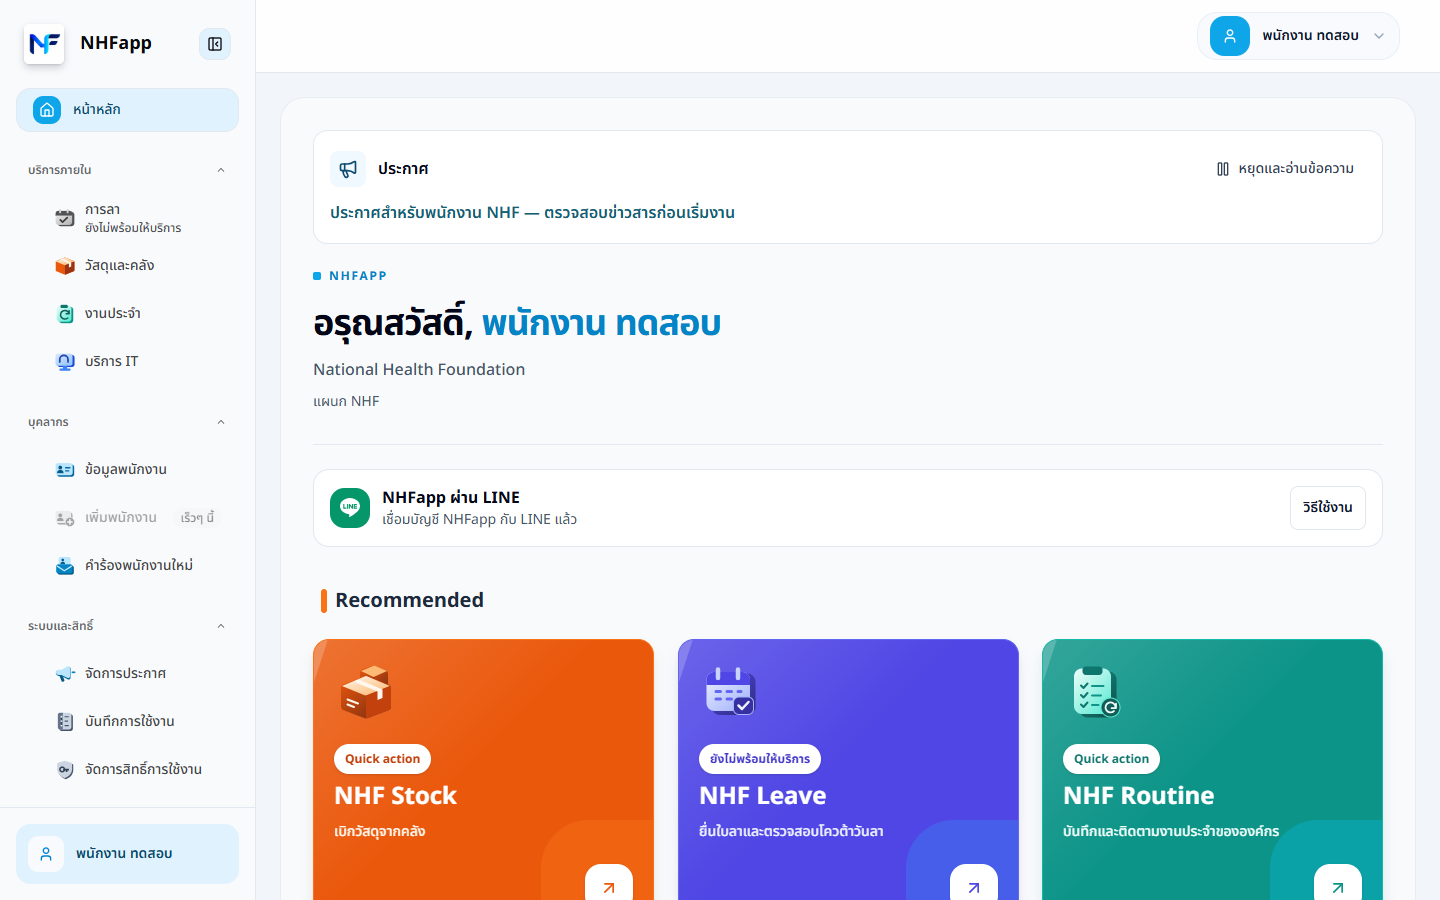 NHFapp
พนักงาน ทดสอบ
หน้าหลัก
บริการภายใน
การลา
ยังไม่พร้อมให้บริการ
วัสดุและคลัง
งานประจำ
บริการ IT
บุคลากร
ข้อมูลพนักงาน
เพิ่มพนักงาน เร็วๆ นี้
คำร้องพนักงานใหม่
ระบบและสิทธิ์
จัดการประกาศ
บันทึกการใช้งาน
จัดการสิทธิ์การใช้งาน
พนักงาน ทดสอบ
ประกาศ
หยุดและอ่านข้อความ
ประกาศสำหรับพนักงาน NHF — ตรวจสอบข่าวสารก่อนเริ่มงาน
NHFAPP
อรุณสวัสดิ์, พนักงาน ทดสอบ
National Health Foundation
แผนก NHF
LINE
NHFapp ผ่าน LINE
เชื่อมบัญชี NHFapp กับ LINE แล้ว
วิธีใช้งาน
Recommended
Quick action
NHF Stock
เบิกวัสดุจากคลัง
ยังไม่พร้อมให้บริการ
NHF Leave
ยื่นใบลาและตรวจสอบโควต้าวันลา
Quick action
NHF Routine
บันทึกและติดตามงานประจำขององค์กร